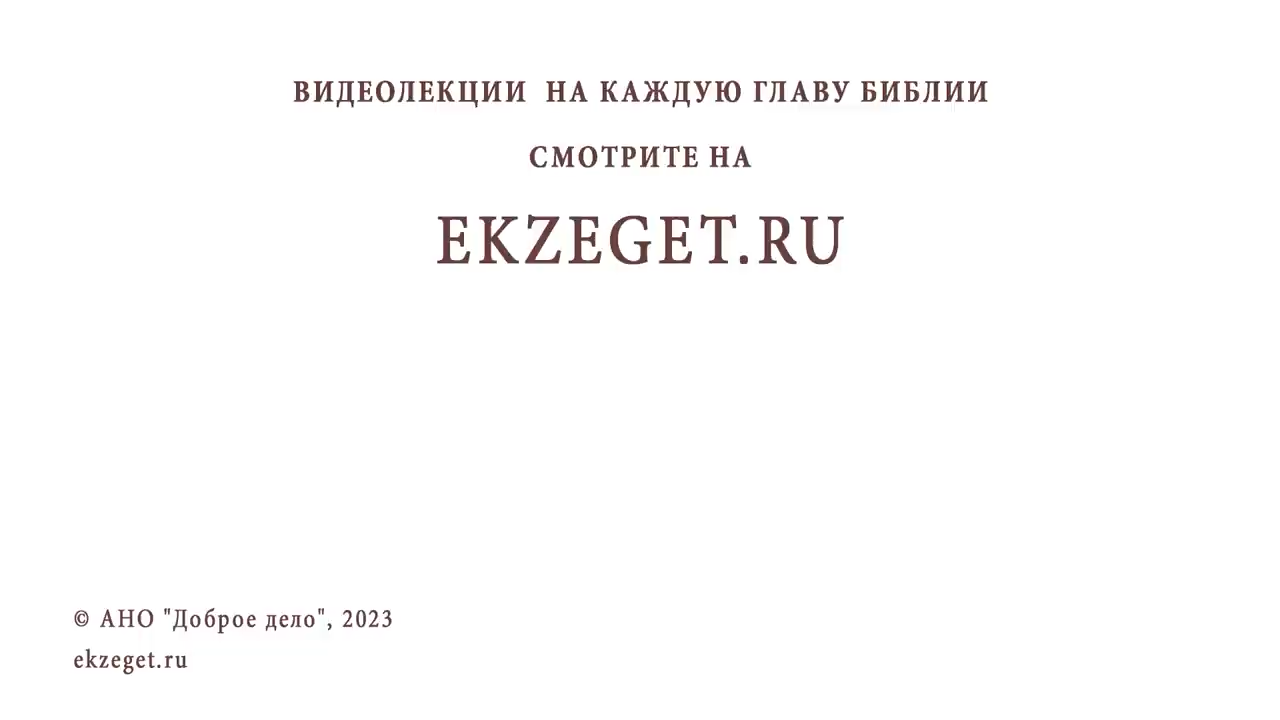 ВИДЕОЛЕКЦИИ НА КАЖДУЮ ГЛАВУ БИБЛИИ
СМОТРИТЕ НА
EKZEGET.RU
© АНО "Доброе дело", 2023
ekzeget.ru